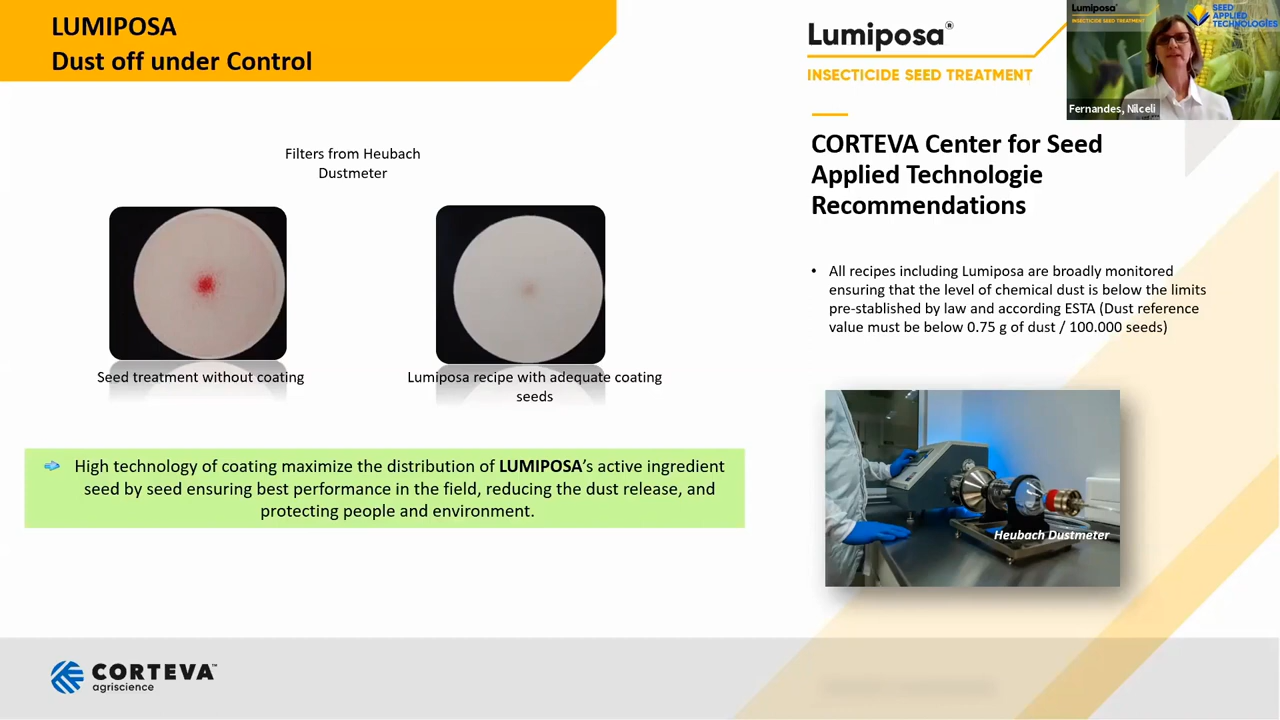 LUMIPOSA
Dust off under Control
Filters from Heubach
Dustmeter
Seed treatment without coating
Lumiposa recipe with adequate coating
seeds
High technology of coating maximize the distribution of LUMIPOSA's active ingredient
seed by seed ensuring best performance in the field, reducing the dust release, and
protecting people and environment.
Lumiposa®
INSECTICIDE SEED TREATMENT
CORTEVA Center for Seed
Applied Technologie
Recommendations
• All recipes including Lumiposa are broadly monitored
ensuring that the level of chemical dust is below the limits
pre-stablished by law and according ESTA (Dust reference
value must be below 0.75 g of dust / 100.000 seeds)
Heubach Dustmeter
Lumiposa®
INSECTICIDE SEED TREATMENT
SEED
APPLIED
TECHNOLOGIES
Fernandes, Nilceli
CORTEVA™
agriscience